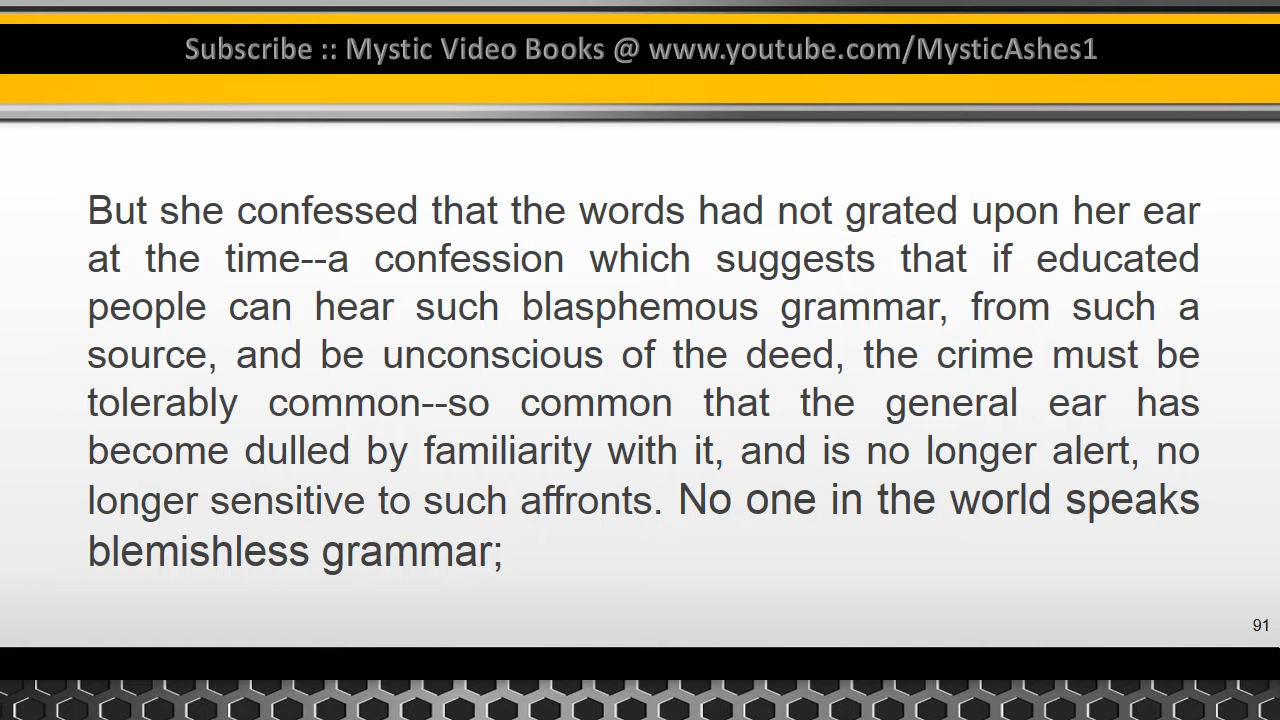 Subscribe :: Mystic Video Books @ www.youtube.com/MysticAshes1
But she confessed that the words had not grated upon her ear
at the time--a confession which suggests that if educated
people can hear such blasphemous grammar, from such a
source, and be unconscious of the deed, the crime must be
tolerably common--so common that the general ear has
become dulled by familiarity with it, and is no longer alert, no
longer sensitive to such affronts. No one in the world speaks
blemishless grammar;
91